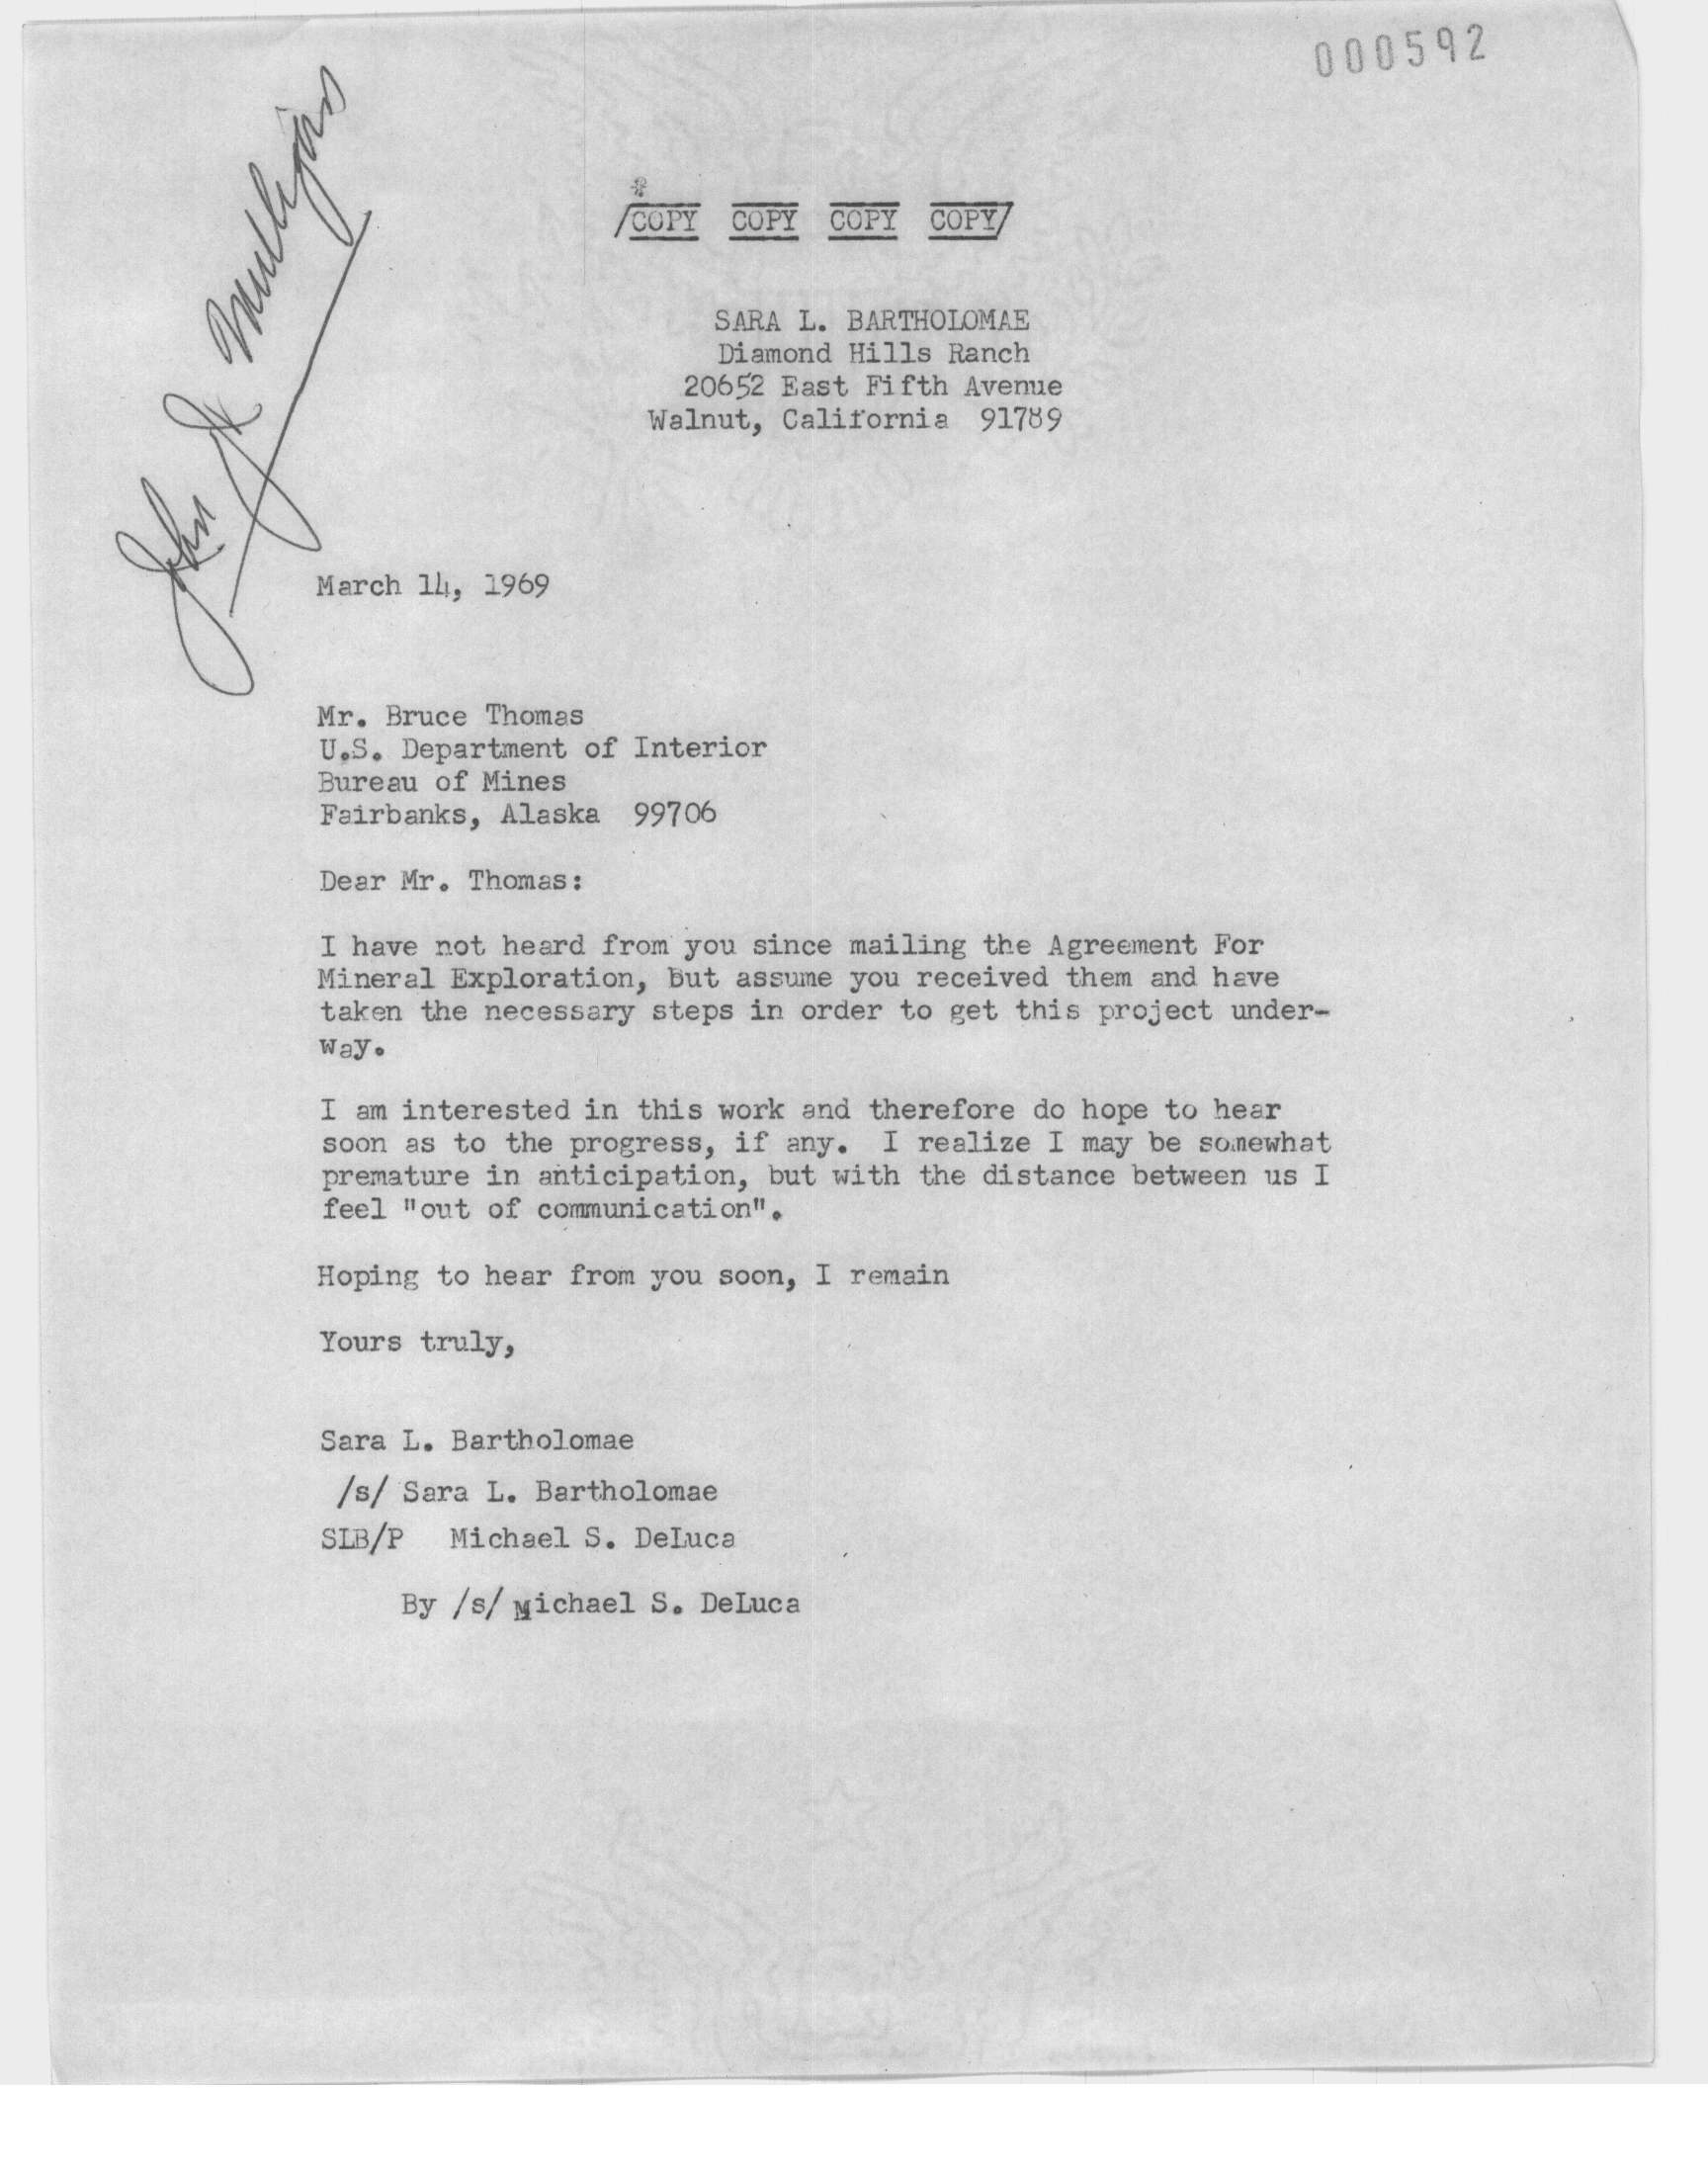 000592
John J Mulligan
/COPY COPY COPY COPY/
SARA L. BARTHOLOMAE
Diamond Hills Ranch
20652 East Fifth Avenue
Walnut, California 91789
March 14, 1969
Mr. Bruce Thomas
U.S. Department of Interior
Bureau of Mines
Fairbanks, Alaska 99706
Dear Mr. Thomas:
I have not heard from you since mailing the Agreement For
Mineral Exploration, but assume you received them and have
taken the necessary steps in order to get this project under-
way.
I am interested in this work and therefore do hope to hear
soon as to the progress, if any. I realize I may be somewhat
premature in anticipation, but with the distance between us I
feel "out of communication".
Hoping to hear from you soon, I remain
Yours truly,
Sara L. Bartholomae
/s/ Sara L. Bartholomae
SLB/P Michael S. DeLuca
By /s/ Michael S. DeLuca